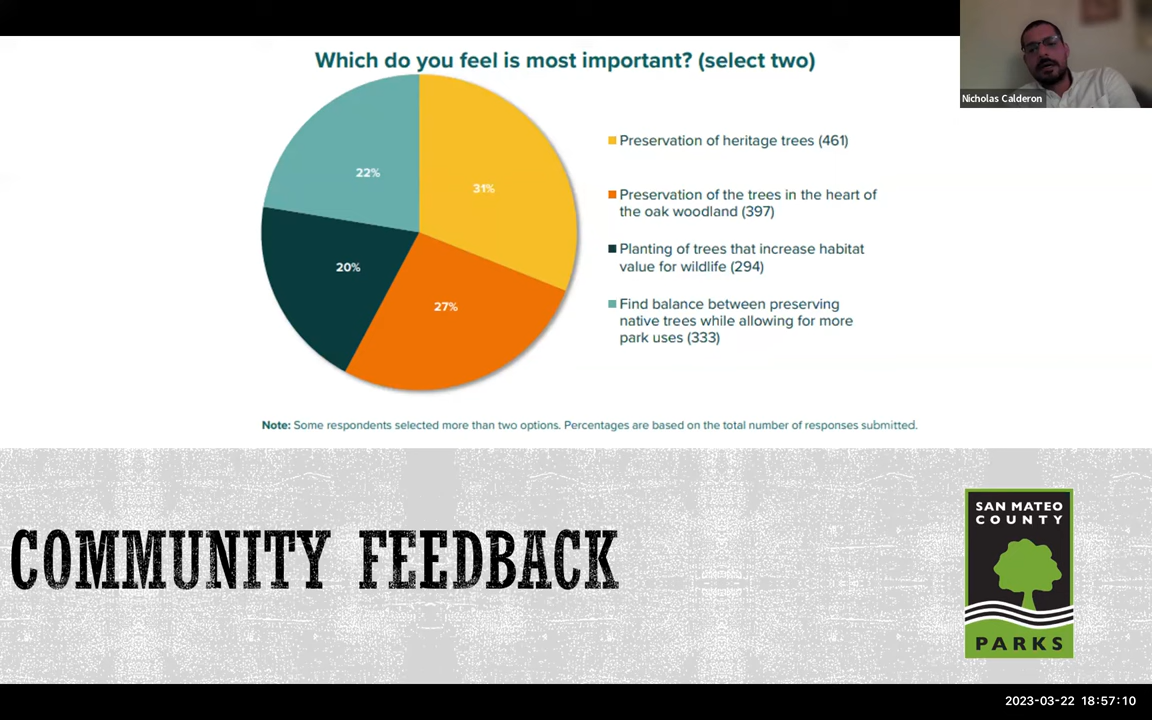 Which do you feel is most important? (select two)
Nicholas Calderon
22%
31%
20%
27%
Preservation of heritage trees (461)
Preservation of the trees in the heart of
the oak woodland (397)
Planting of trees that increase habitat
value for wildlife (294)
Find balance between preserving
native trees while allowing for more
park uses (333)
Note: Some respondents selected more than two options. Percentages are based on the total number of responses submitted.
COMMUNITY FEEDBACK
SAN MATEO
COUNTY
PARKS
2023-03-22 18:57:10